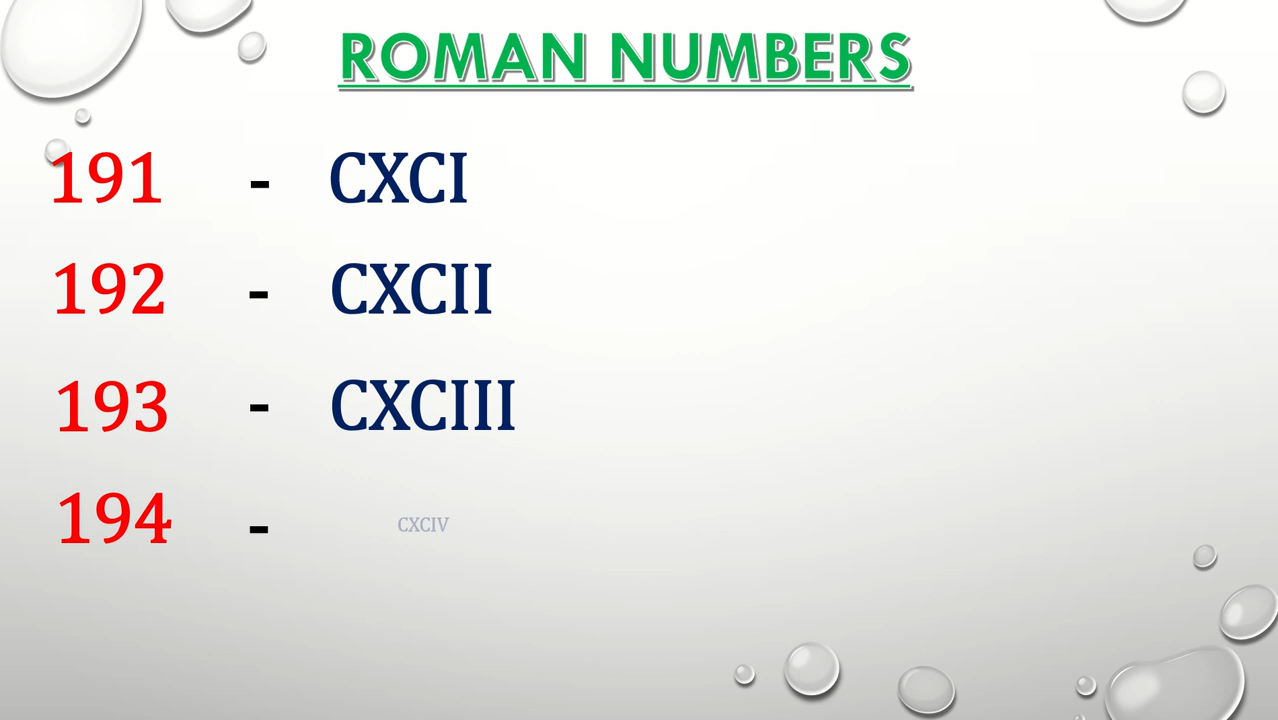 ROMAN NUMBERS
191 - CXCI
192 - CXCII
193 - CXCIII
194 - CXCIV